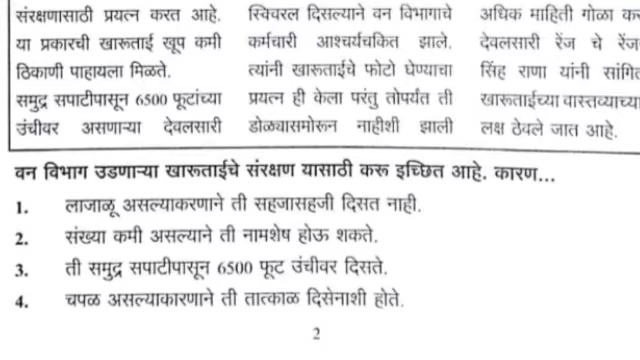 संरक्षणासाठी प्रयत्न करत आहे.
या प्रकारची खारूताई खूप कमी
ठिकाणी पाहायला मिळते.
समुद्र सपाटीपासून 6500 फूटांच्या
उंचीवर असणाऱ्या देवलसारी
स्विचरल दिसल्याने वन विभागाचे
कर्मचारी आश्चर्यचकित झाले.
त्यांनी खारूताईचे फोटो घेण्याचा
प्रयत्न ही केला परंतु तोपर्यंत ती
डोळ्यासमोरून नाहीशी झाली
अधिक माहिती गोळा
देवलसारी रेंज चे
सिंह राणा यांनी
खारूताईच्या वास्तव्याच्या
लक्ष ठेवले जात आहे.
वन विभाग उडणाऱ्या खारूताईचे संरक्षण यासाठी करू इच्छित आहे. कारण...
1. लाजाळू असल्याकरणाने ती सहजासहजी दिसत नाही.
2. संख्या कमी असल्याने ती नामशेष होऊ शकते.
3. ती समुद्र सपाटीपासून 6500 फूट उंचीवर दिसते.
4. चपळ असल्याकारणाने ती तात्काळ दिसेनाशी होते.
2